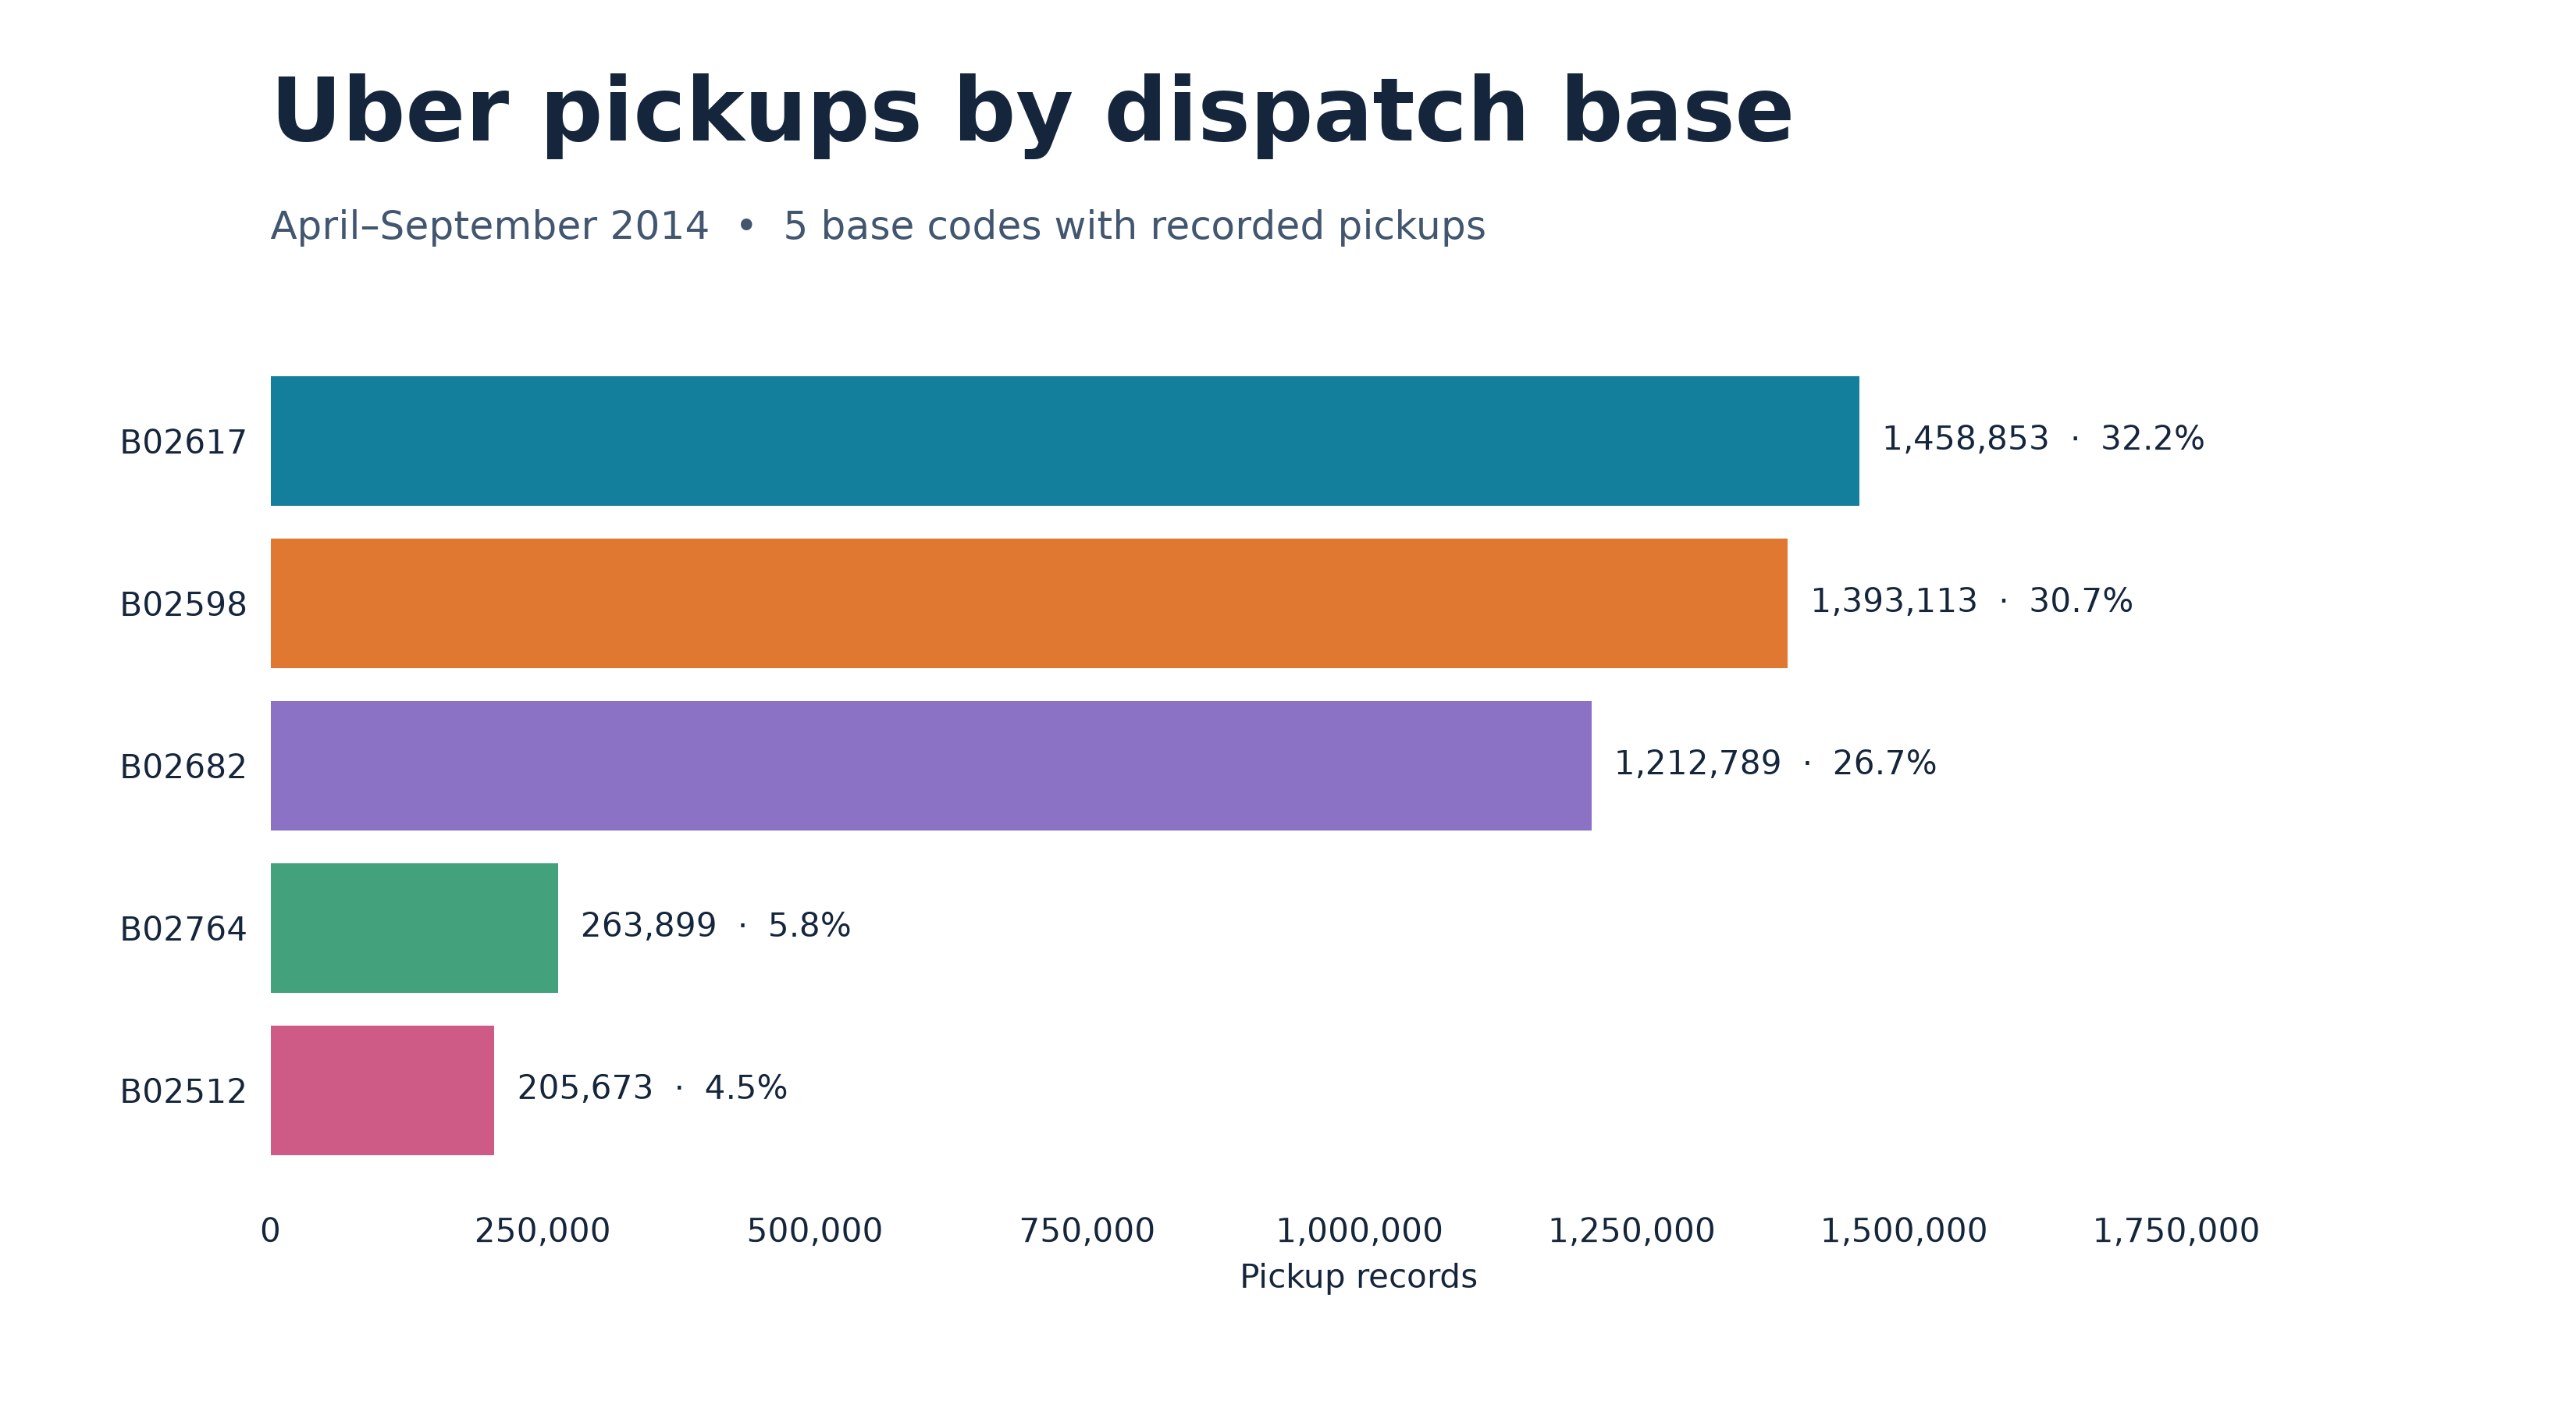 Uber pickups by dispatch base
April–September 2014 • 5 base codes with recorded pickups
B02617 1,458,853 · 32.2%
B02598 1,393,113 · 30.7%
B02682 1,212,789 · 26.7%
B02764 263,899 · 5.8%
B02512 205,673 · 4.5%
0 250,000 500,000 750,000 1,000,000 1,250,000 1,500,000 1,750,000
Pickup records